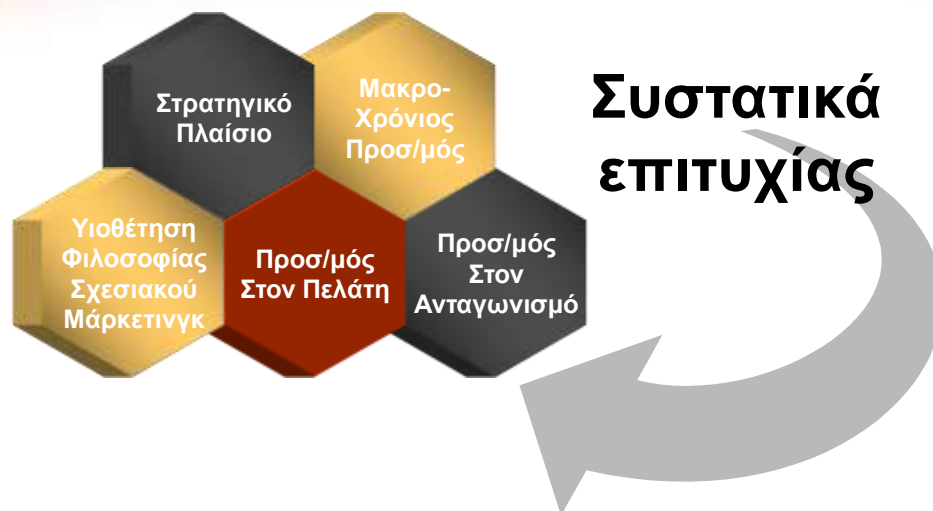 Συστατικά
επιτυχίας
Στρατηγικό
Πλαίσιο
Μακρο-
Χρόνιος
Προσ/μός
Υιοθέτηση
Φιλοσοφίας
Σχεσιακού
Μάρκετινγκ
Προσ/μός
Στον Πελάτη
Προσ/μός
Στον
Ανταγωνισμό